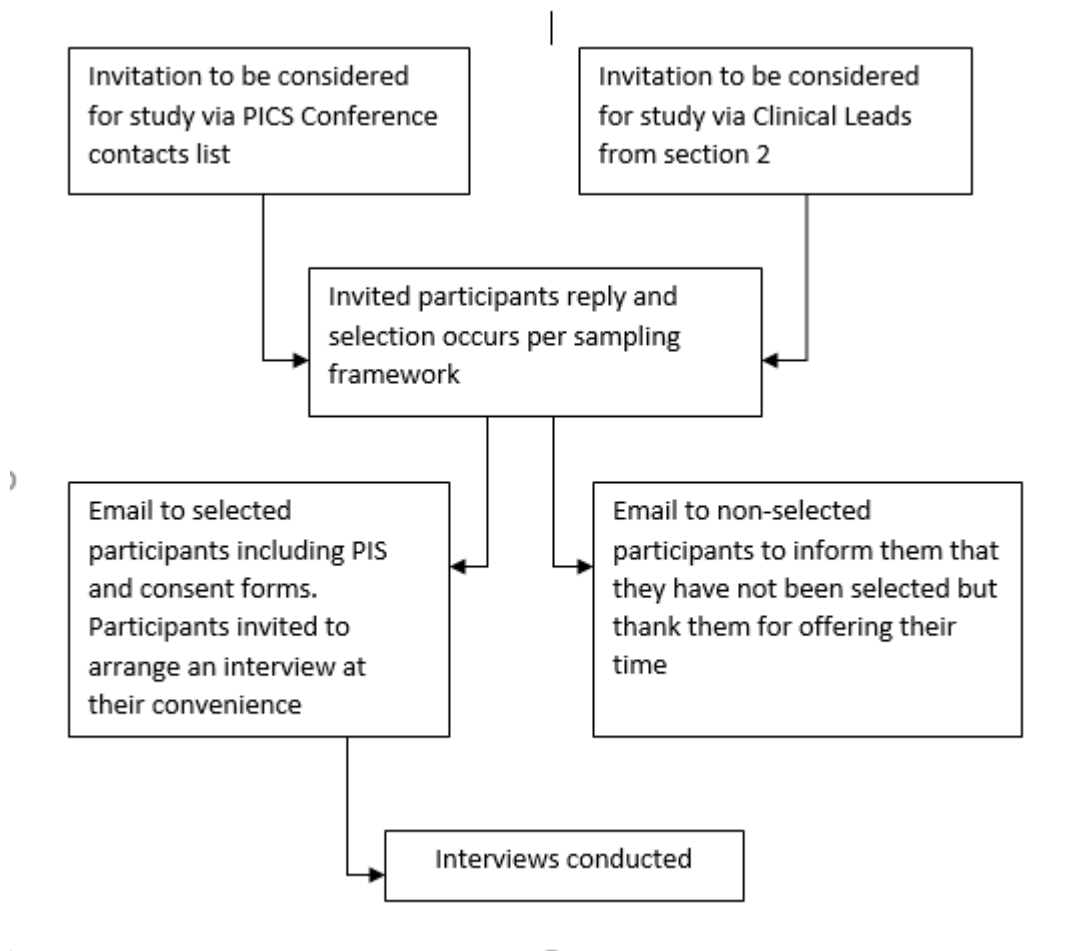 Invitation to be considered
for study via PICS Conference
contacts list
Invitation to be considered
for study via Clinical Leads
from section 2
Invited participants reply and
selection occurs per sampling
framework
Email to selected
participants including PIS
and consent forms.
Participants invited to
arrange an interview at
their convenience
Email to non-selected
participants to inform them that
they have not been selected but
thank them for offering their
time
Interviews conducted